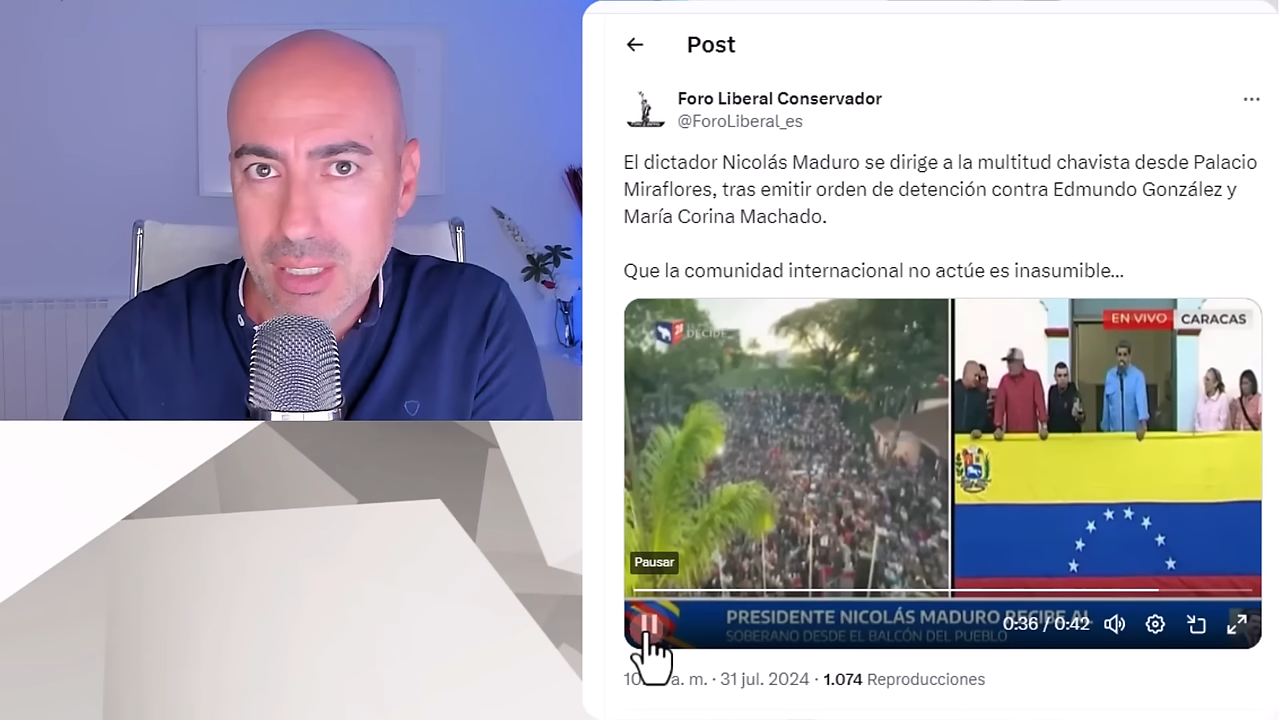 Post
Foro Liberal Conservador
@ForoLiberal_es
El dictador Nicolás Maduro se dirige a la multitud chavista desde Palacio
Miraflores, tras emitir orden de detención contra Edmundo González y
María Corina Machado.
Que la comunidad internacional no actúe es inasumible...
DECIDE
EN VIVO CARACAS
Pausar
PRESIDENTE NICOLÁS MADURO RECIBE AL
SOBERANO DESDE EL BALCÓN DEL PUEBLO
0:36 / 0:42
a. m. · 31 jul. 2024 · 1.074 Reproducciones